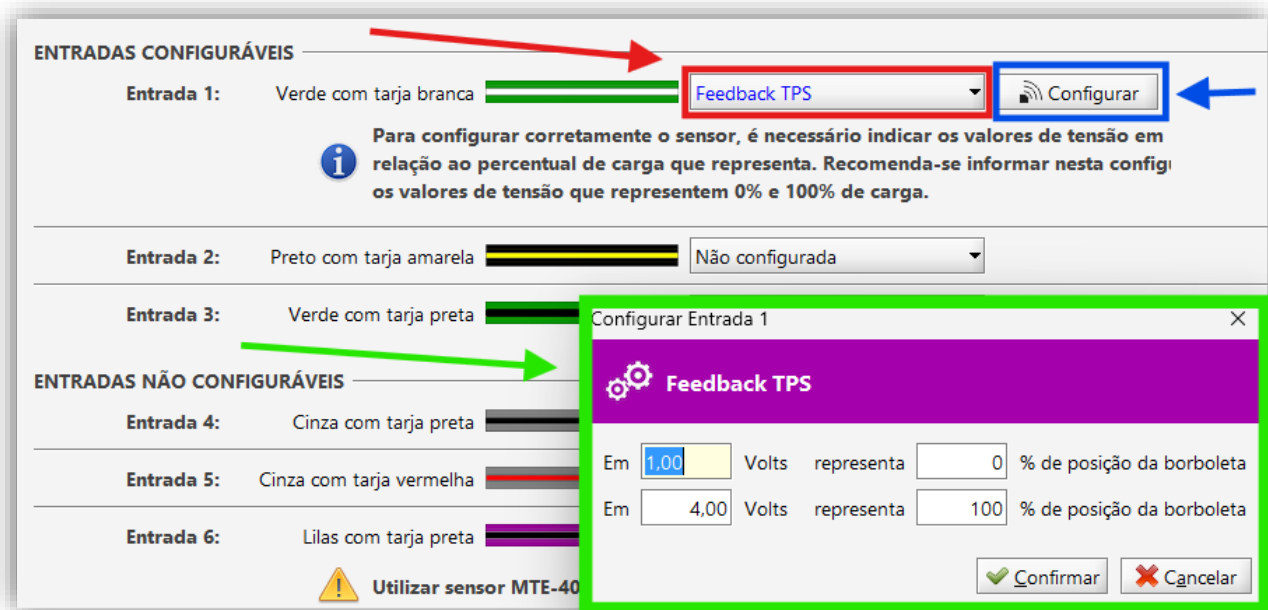 ENTRADAS CONFIGURÁVEIS
Entrada 1: Verde com tarja branca Feedback TPS Configurar
Para configurar corretamente o sensor, é necessário indicar os valores de tensão em
relação ao percentual de carga que representa. Recomenda-se informar nesta
os valores de tensão que representem 0% e 100% de carga.
Entrada 2: Preto com tarja amarela Não configurada
Entrada 3: Verde com tarja preta
ENTRADAS NÃO CONFIGURÁVEIS
Entrada 4: Cinza com tarja preta
Entrada 5: Cinza com tarja vermelha
Entrada 6: Lilas com tarja preta
Utilizar sensor MTE-40
Configurar Entrada 1
Feedback TPS
Em 1,00 Volts representa 0 % de posição da borboleta
Em 4,00 Volts representa 100 % de posição da borboleta
Confirmar Cancelar